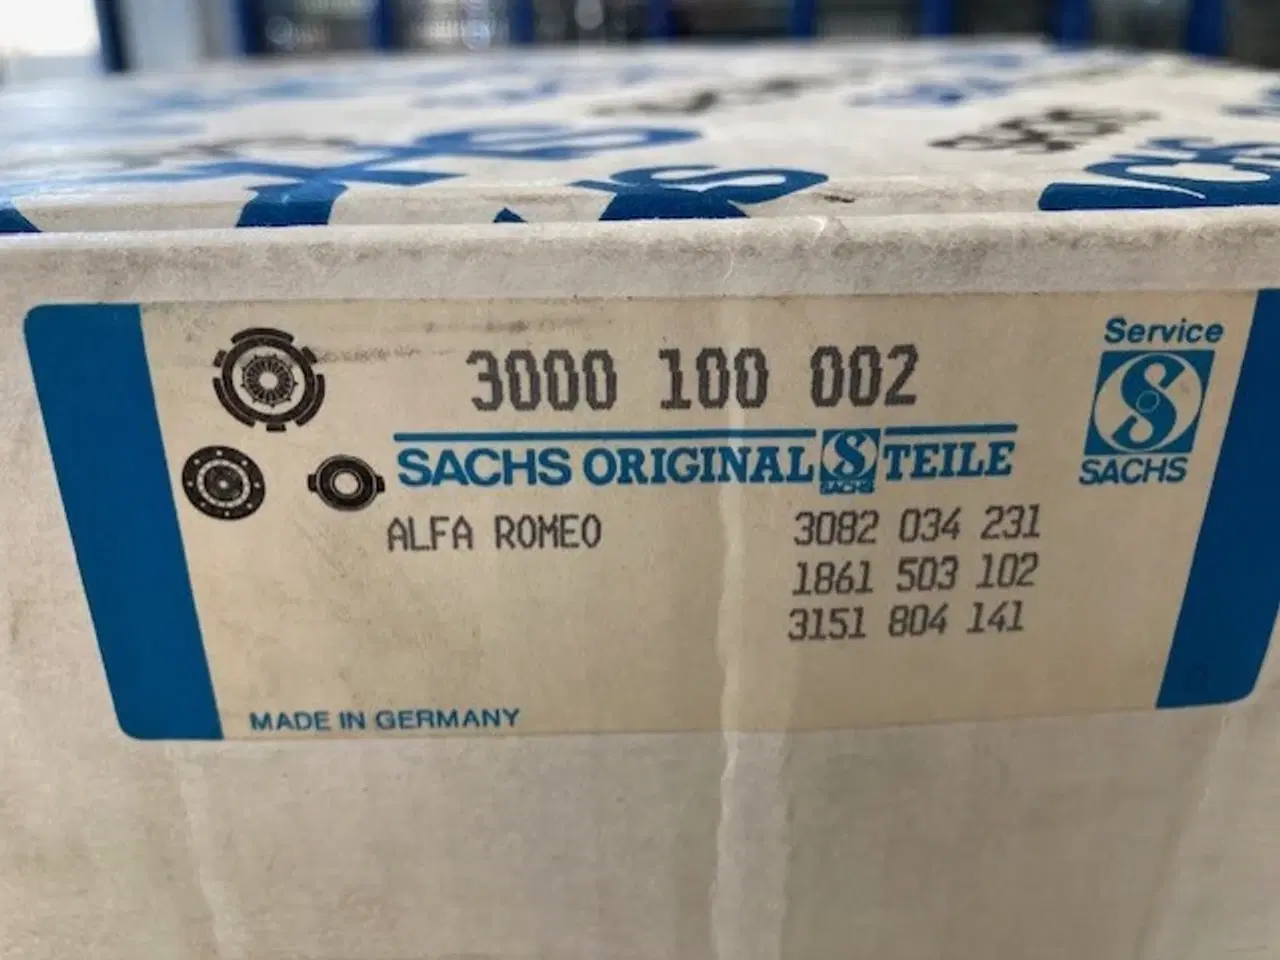 3000 100 002
Service
SACHS ORIGINAL SACHS TEILE
SACHS
ALFA ROMEO
3082 034 231
1861 503 102
3151 804 141
MADE IN GERMANY